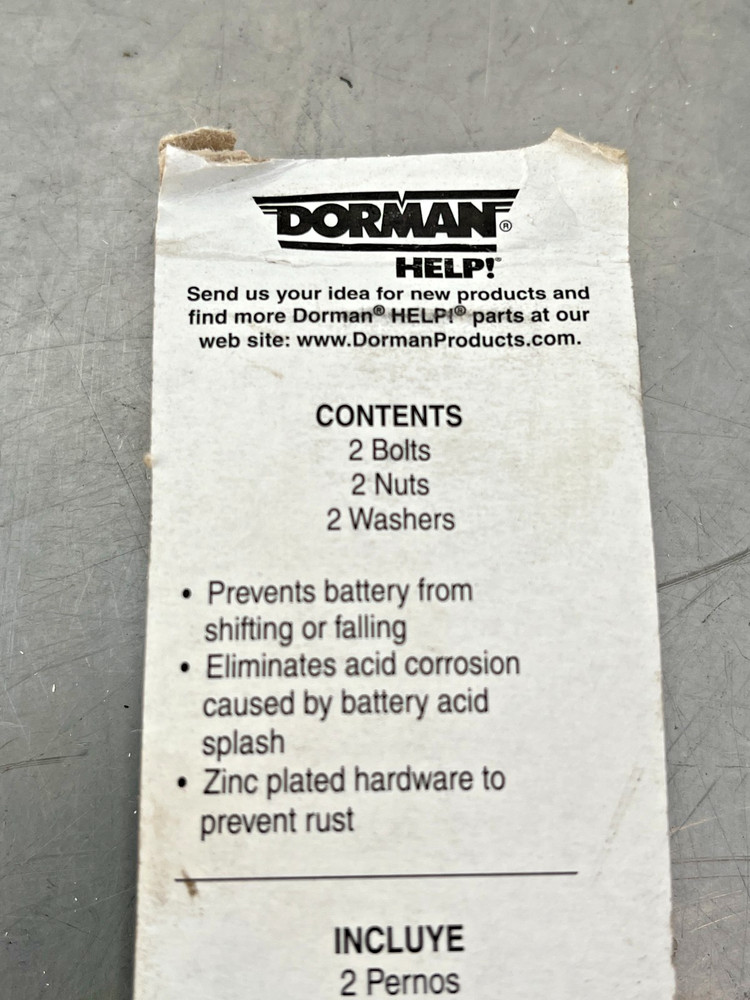 DORMAN®
HELP!®
Send us your idea for new products and
find more Dorman® HELP!® parts at our
web site: www.DormanProducts.com.
CONTENTS
2 Bolts
2 Nuts
2 Washers
• Prevents battery from
shifting or falling
• Eliminates acid corrosion
caused by battery acid
splash
• Zinc plated hardware to
prevent rust
INCLUYE
2 Pernos